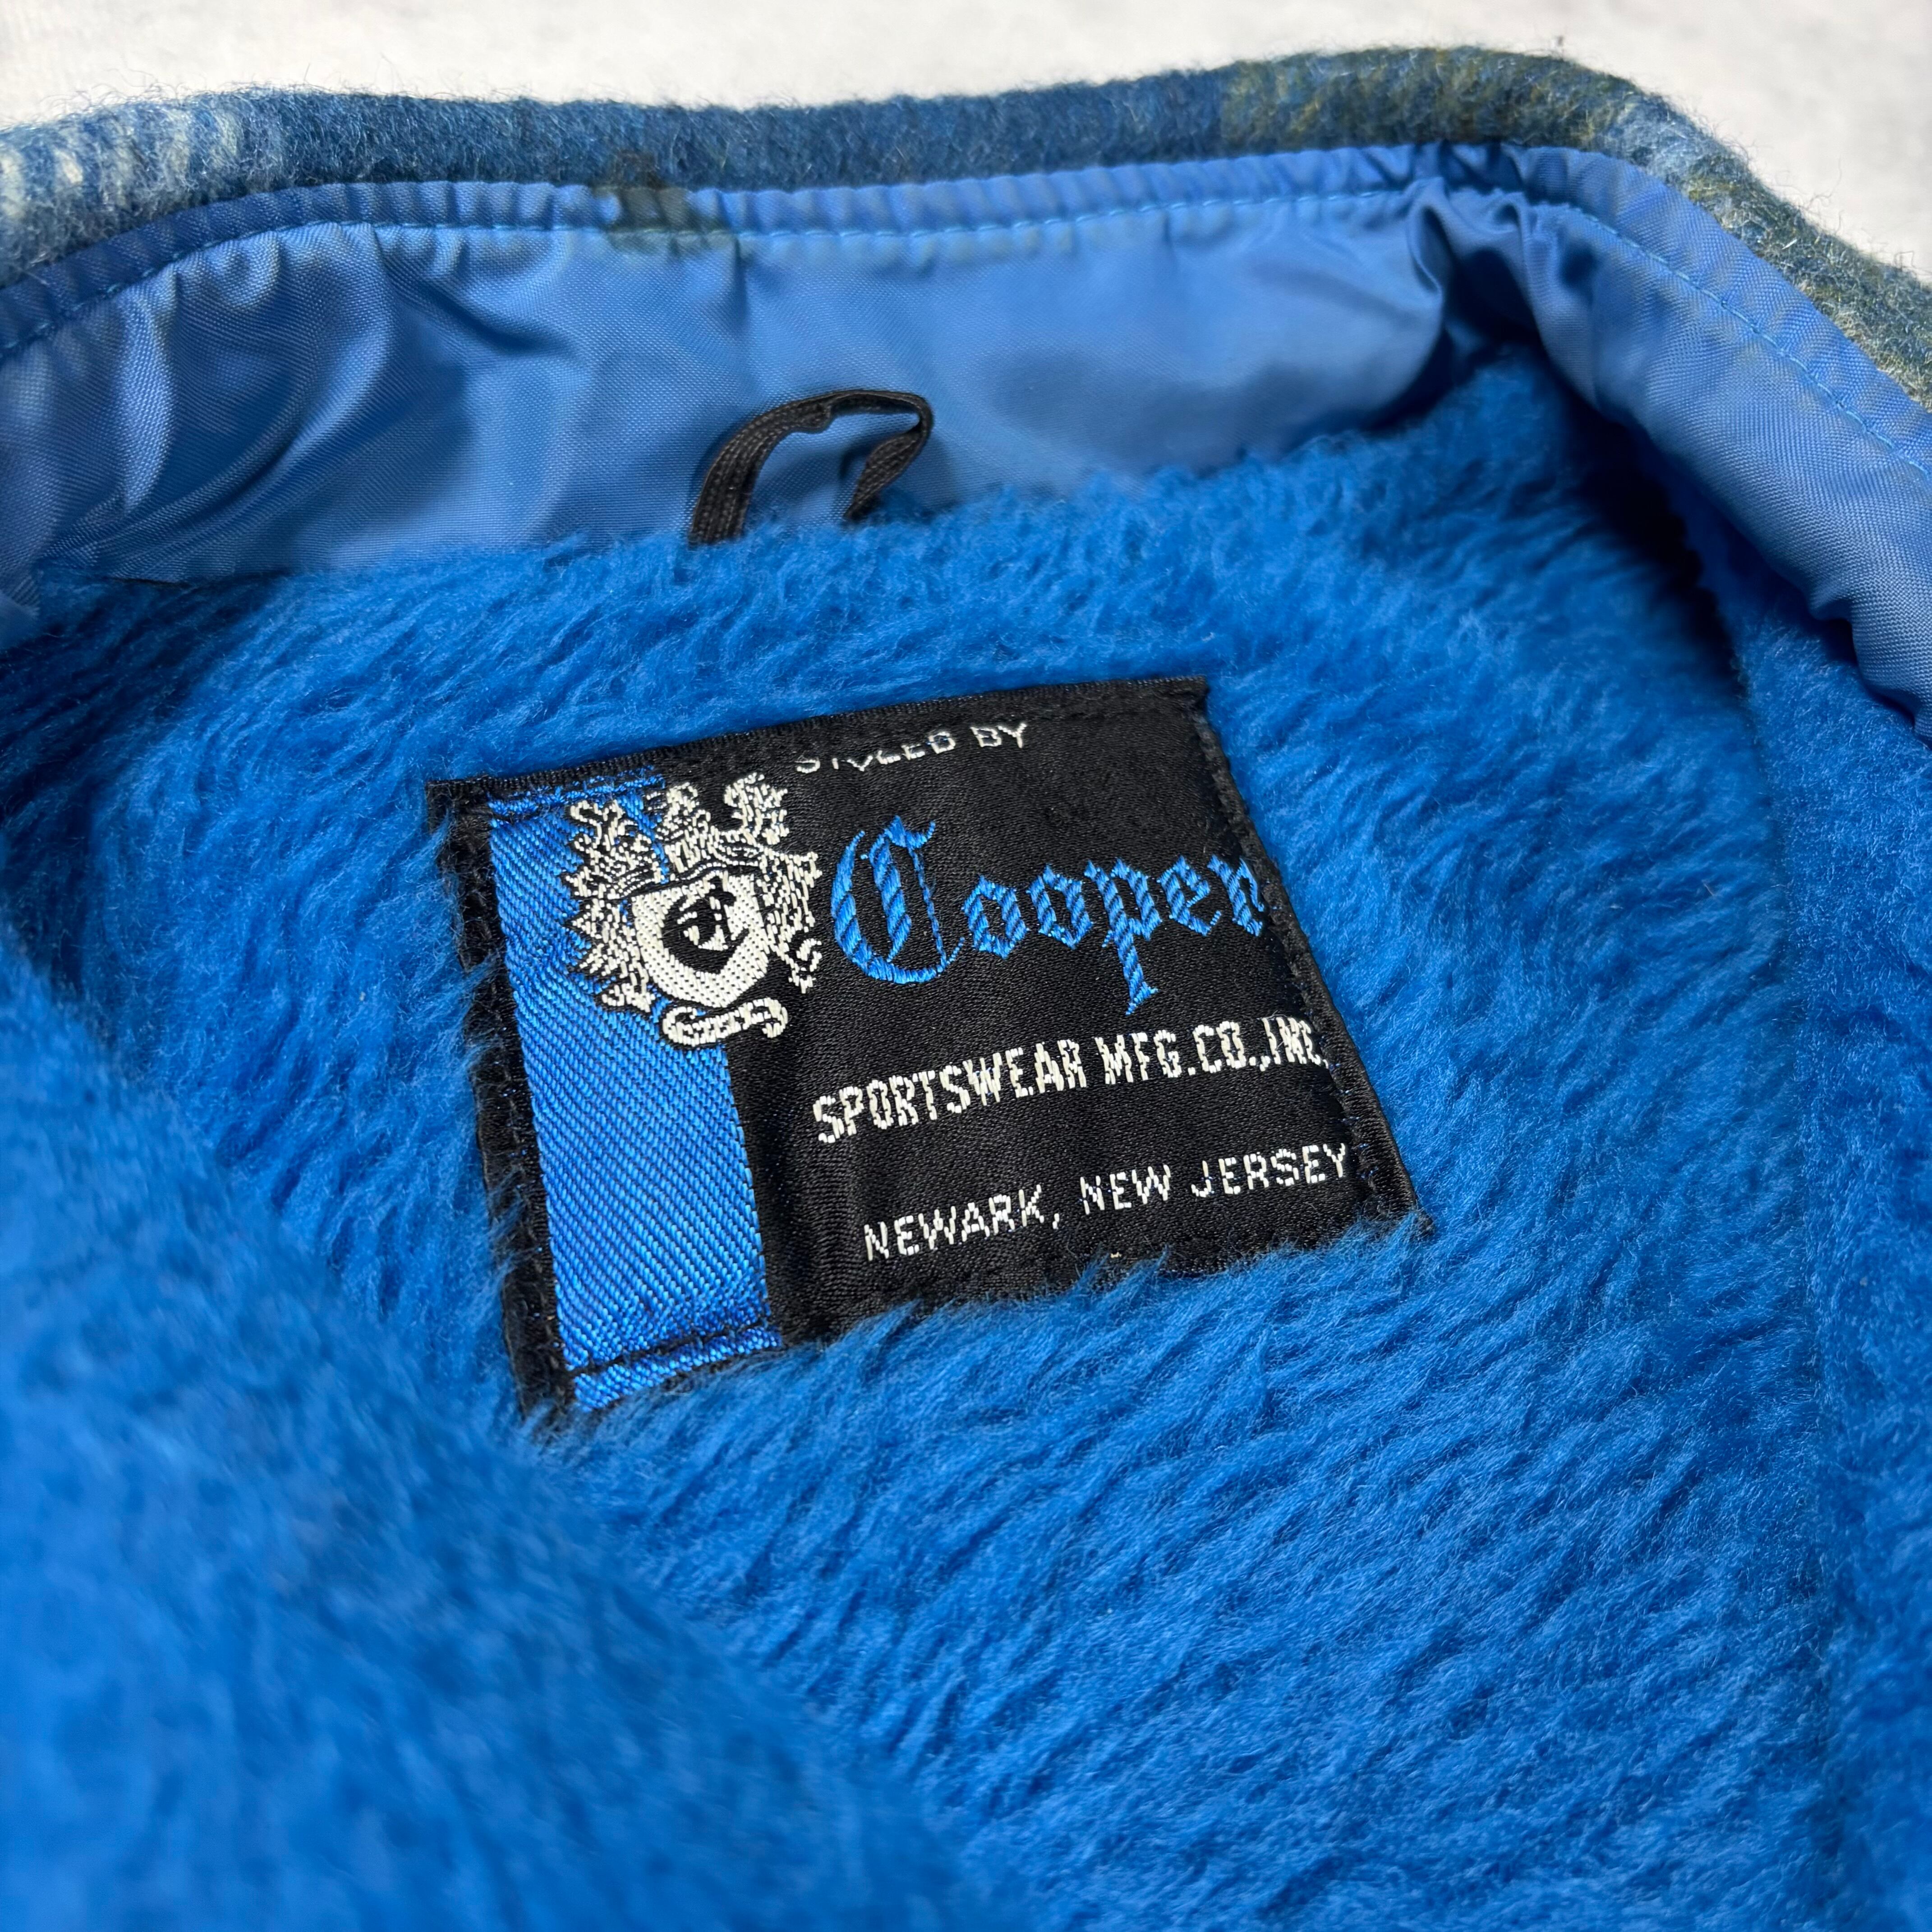 STYLED BY
Cooper
SPORTSWEAR MFG.CO.,INC.
NEWARK, NEW JERSEY